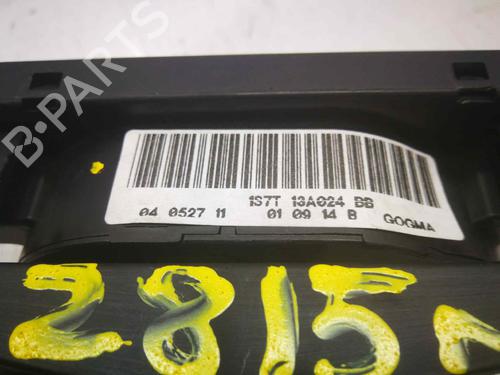 B-PARTS
1S7T 13A024 BB
04 0527 11 01 09 14 B GOGMA
2815